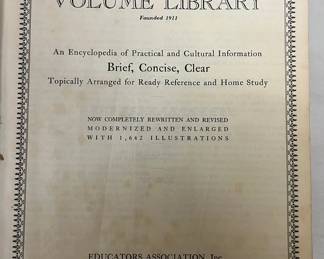 VOLUME LIBRARY
Founded 1911
An Encyclopedia of Practical and Cultural Information
Brief, Concise, Clear
Topically Arranged for Ready Reference and Home Study
NOW COMPLETELY REWRITTEN AND REVISED
MODERNIZED AND ENLARGED
WITH 1,642 ILLUSTRATIONS
EDUCATORS ASSOCIATION, Inc.